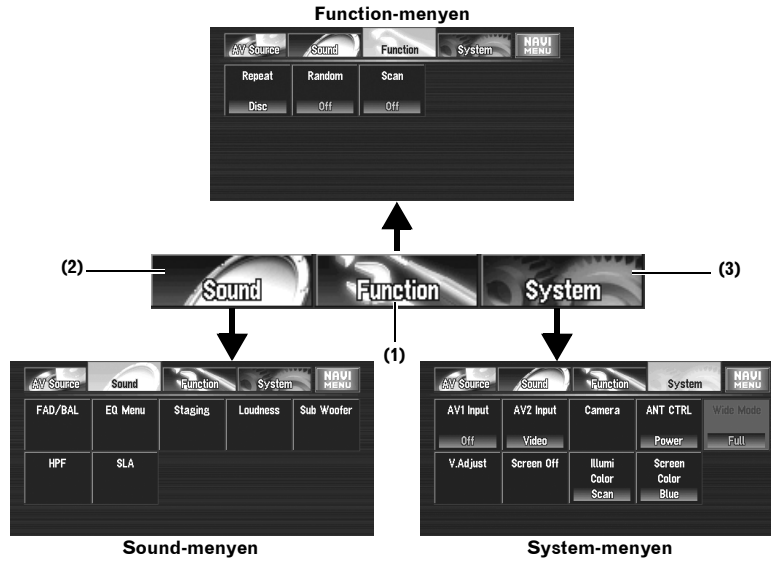 Function-menyen
AV Source Sound Function System NAVI MENU
Repeat Random Scan
Disc Off Off
(2) Sound Function System (3)
(1)
AV Source Sound Function System NAVI MENU
FAD/BAL EQ Menu Staging Loudness Sub Woofer
HPF SLA
Sound-menyen
AV Source Sound Function System NAVI MENU
AV1 Input AV2 Input Camera ANT CTRL Wide Mode
Off Video Power Full
V.Adjust Screen Off Illumi Color Scan Screen Color Blue
System-menyen